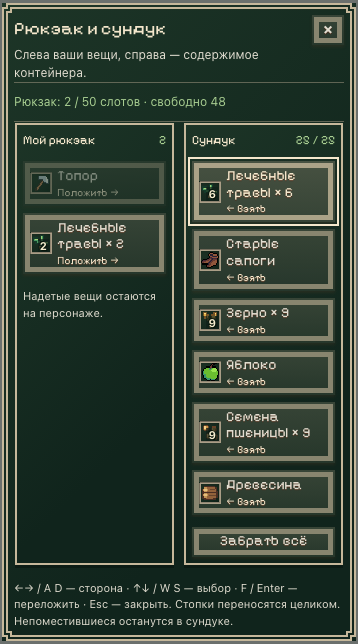 Рюкзак и сундук
×
Слева ваши вещи, справа — содержимое
контейнера.
Рюкзак: 2 / 50 слотов · свободно 48
Мой рюкзак 2
Топор
Положить →
2
Лечебные
травы × 2
Положить →
Надетые вещи остаются
на персонаже.
Сундук 25 / 25
6
Лечебные
травы × 6
← Взять
Старые
сапоги
← Взять
9
Зерно × 9
← Взять
Яблоко
← Взять
9
Семена
пшеницы × 9
← Взять
Древесина
← Взять
Забрать всё
←→ / A D — сторона · ↑↓ / W S — выбор · F / Enter —
переложить · Esc — закрыть. Стопки переносятся целиком.
Непоместившиеся останутся в сундуке.